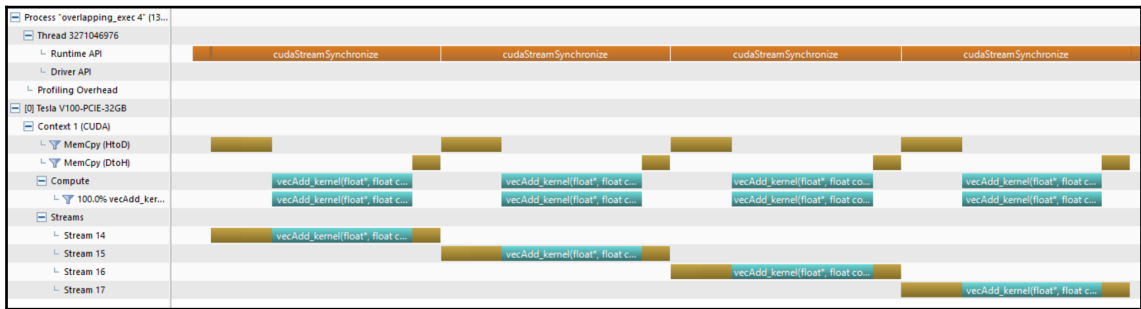 Process "overlapping_exec 4" (13...
Thread 3271046976
Runtime API cudaStreamSynchronize cudaStreamSynchronize cudaStreamSynchronize cudaStreamSynchronize
Driver API
Profiling Overhead
[0] Tesla V100-PCIE-32GB
Context 1 (CUDA)
MemCpy (HtoD)
MemCpy (DtoH)
Compute vecAdd_kernel(float*, float c... vecAdd_kernel(float*, float c... vecAdd_kernel(float*, float co... vecAdd_kernel(float*, float c...
100.0% vecAdd_ker... vecAdd_kernel(float*, float c... vecAdd_kernel(float*, float c... vecAdd_kernel(float*, float co... vecAdd_kernel(float*, float c...
Streams
Stream 14 vecAdd_kernel(float*, float c...
Stream 15 vecAdd_kernel(float*, float c...
Stream 16 vecAdd_kernel(float*, float co...
Stream 17 vecAdd_kernel(float*, float c...